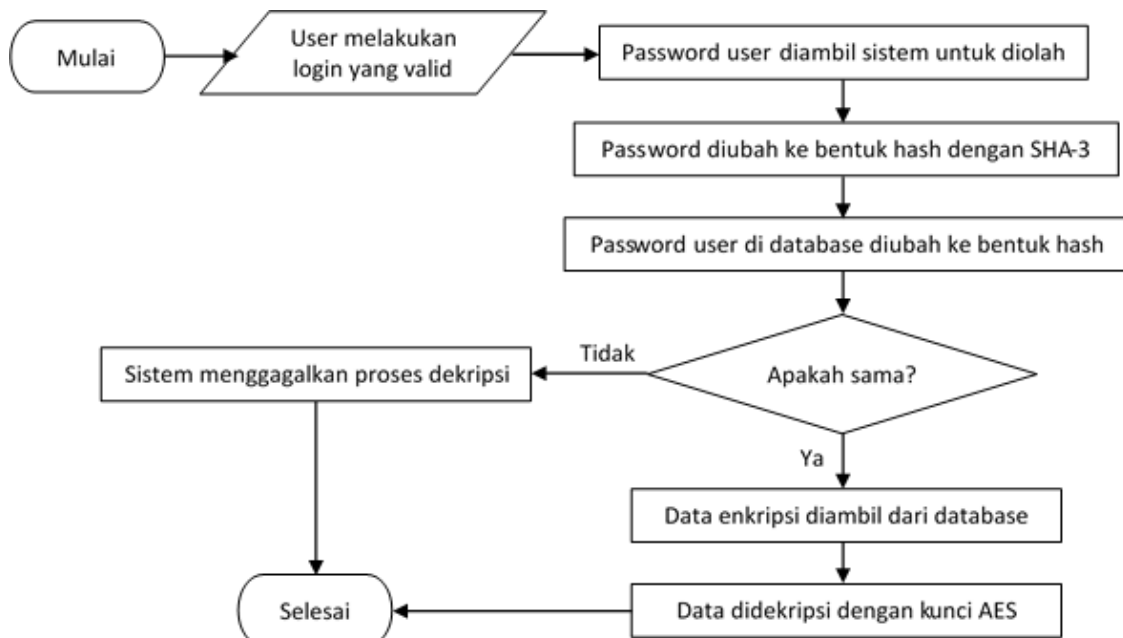 Mulai
User melakukan
login yang valid
Password user diambil sistem untuk diolah
Password diubah ke bentuk hash dengan SHA-3
Password user di database diubah ke bentuk hash
Apakah sama?
Tidak
Sistem menggagalkan proses dekripsi
Ya
Data enkripsi diambil dari database
Data didekripsi dengan kunci AES
Selesai